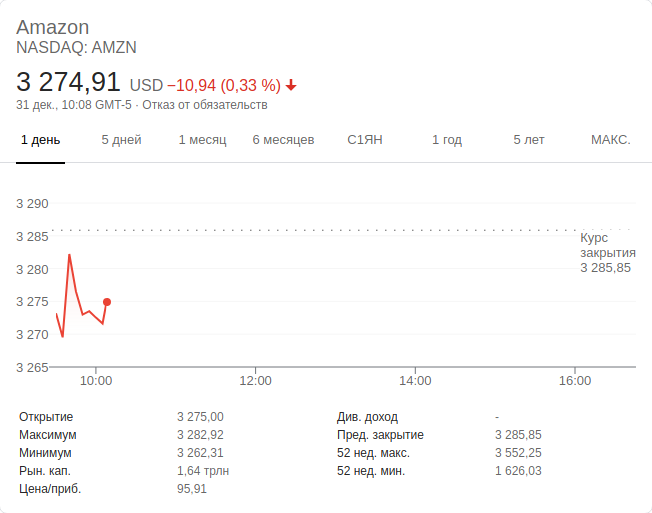 Amazon
NASDAQ: AMZN
3 274,91 USD −10,94 (0,33 %)
31 дек., 10:08 GMT-5 · Отказ от обязательств
1 день 5 дней 1 месяц 6 месяцев С1ЯН 1 год 5 лет МАКС.
3 290
3 285
Курс
закрытия
3 285,85
3 280
3 275
3 270
3 265
10:00 12:00 14:00 16:00
Открытие 3 275,00 Див. доход -
Максимум 3 282,92 Пред. закрытие 3 285,85
Минимум 3 262,31 52 нед. макс. 3 552,25
Рын. кап. 1,64 трлн 52 нед. мин. 1 626,03
Цена/приб. 95,91